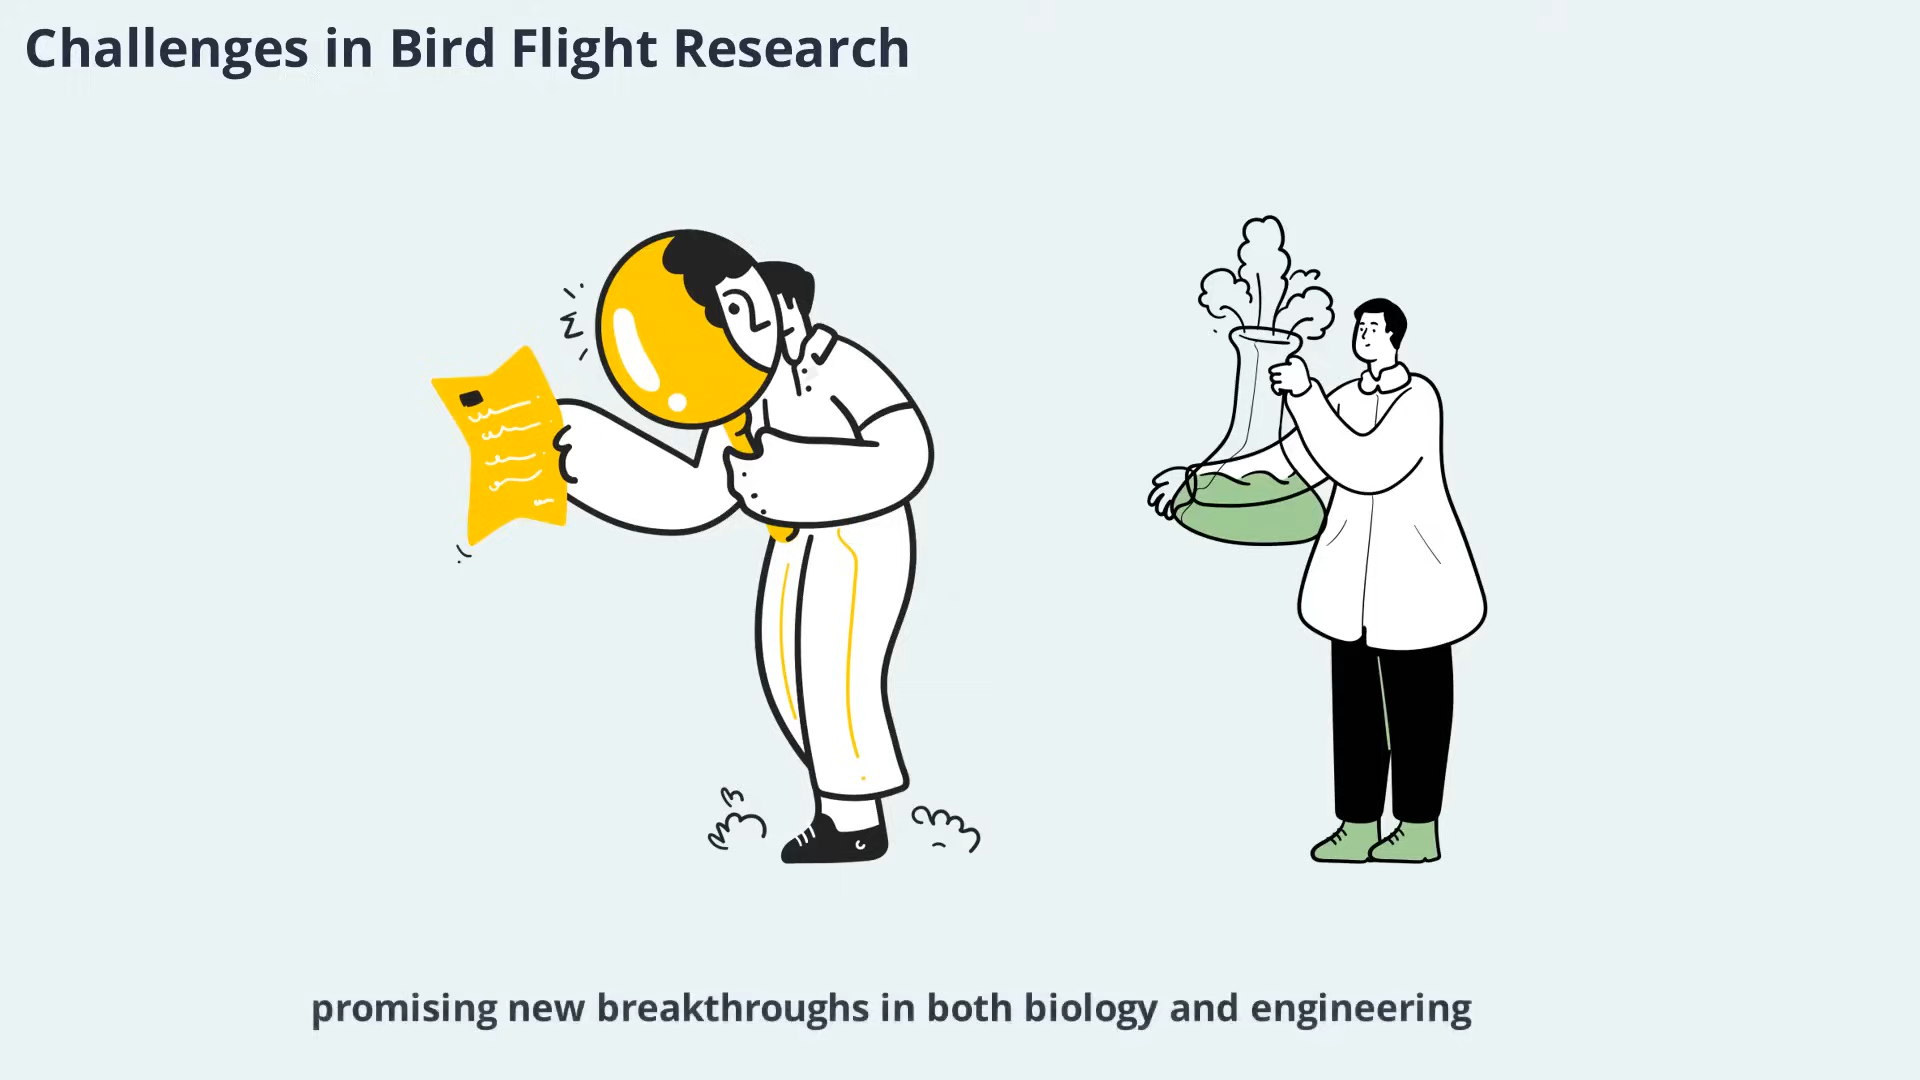 Challenges in Bird Flight Research
promising new breakthroughs in both biology and engineering